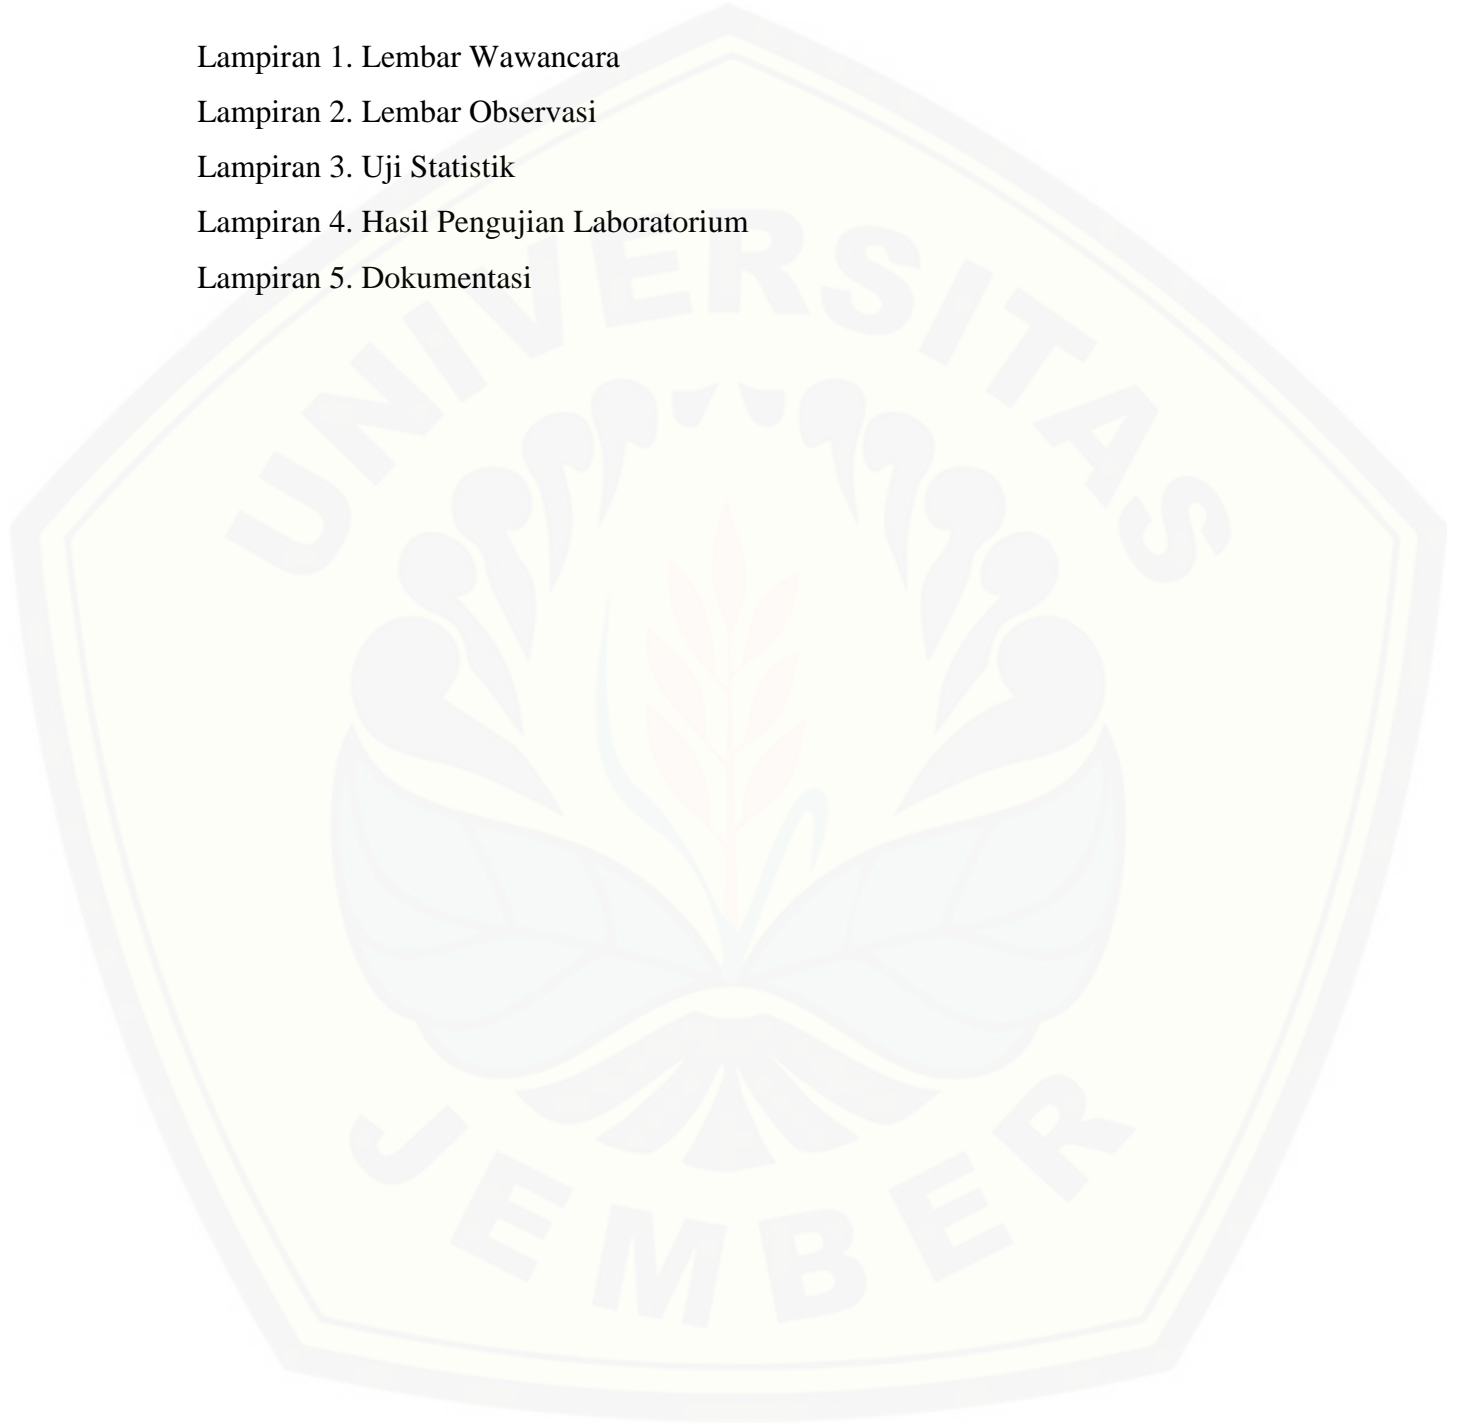 Lampiran 1. Lembar Wawancara
Lampiran 2. Lembar Observasi
Lampiran 3. Uji Statistik
Lampiran 4. Hasil Pengujian Laboratorium
Lampiran 5. Dokumentasi
UNIVERSITAS
JEMBER